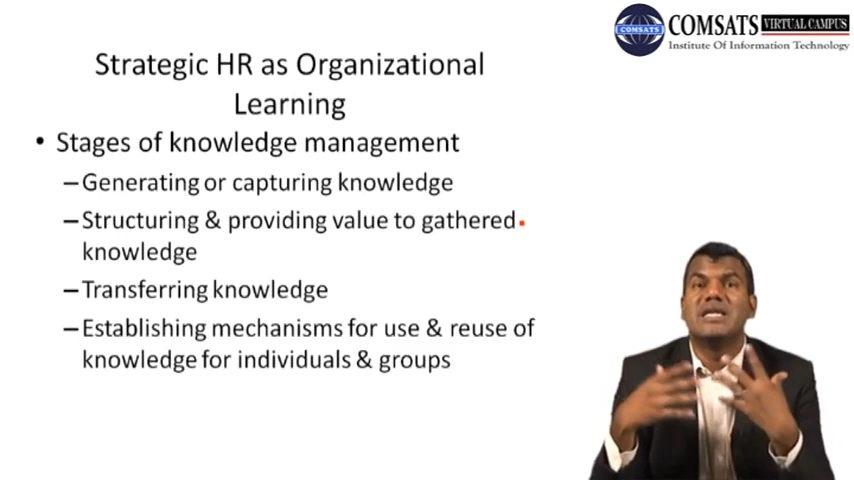 COMSATS VIRTUAL CAMPUS
COMSATS
Institute Of Information Technology
Strategic HR as Organizational
Learning
• Stages of knowledge management
–Generating or capturing knowledge
–Structuring & providing value to gathered
knowledge
–Transferring knowledge
–Establishing mechanisms for use & reuse of
knowledge for individuals & groups